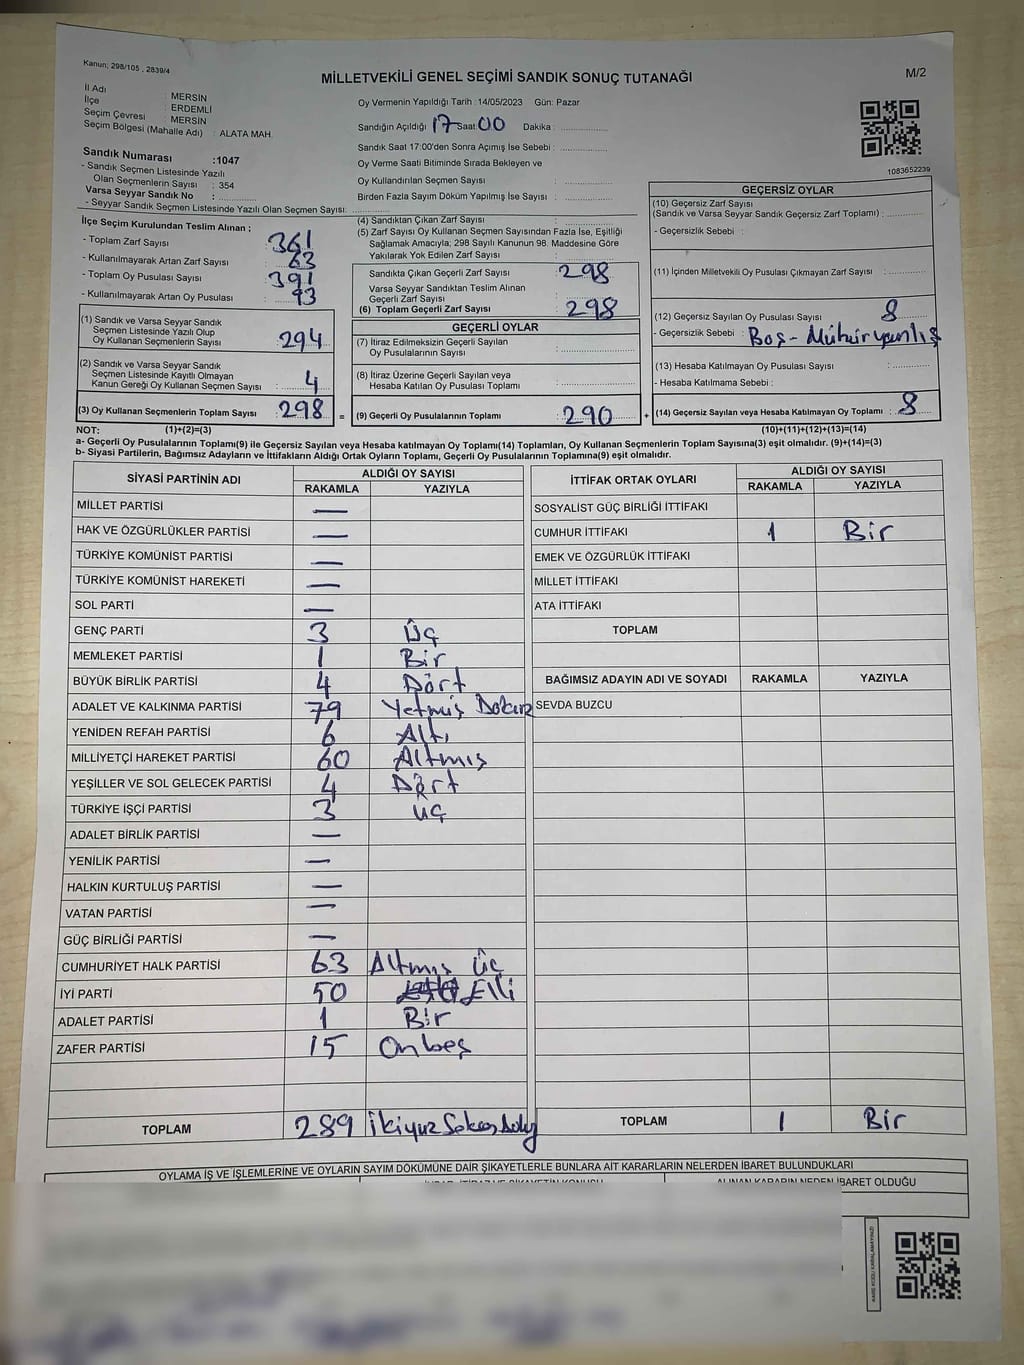 Kanun; 298/105 , 2839/4
MİLLETVEKİLİ GENEL SEÇİMİ SANDIK SONUÇ TUTANAĞI
M/2
İl Adı : MERSİN
İlçe : ERDEMLİ
Seçim Çevresi : MERSİN
Seçim Bölgesi (Mahalle Adı) : ALATA MAH.
Oy Vermenin Yapıldığı Tarih : 14/05/2023 Gün: Pazar
Sandığın Açıldığı 17 Saat 00 Dakika : ................
Sandık Saat 17:00'den Sonra Açımış İse Sebebi : ................
Oy Verme Saati Bitiminde Sırada Bekleyen ve
Oy Kullandırılan Seçmen Sayısı : ................
Birden Fazla Sayım Döküm Yapılmış İse Sayısı : ................
1083652239
Sandık Numarası :1047
- Sandık Seçmen Listesinde Yazılı
Olan Seçmenlerin Sayısı : 354
Varsa Seyyar Sandık No : ................
- Seyyar Sandık Seçmen Listesinde Yazılı Olan Seçmen Sayısı: ................
İlçe Seçim Kurulundan Teslim Alınan ;
- Toplam Zarf Sayısı : 361
- Kullanılmayarak Artan Zarf Sayısı : 63
- Toplam Oy Pusulası Sayısı : 391
- Kullanılmayarak Artan Oy Pusulası : 93
(1) Sandık ve Varsa Seyyar Sandık
Seçmen Listesinde Yazılı Olup
Oy Kullanan Seçmenlerin Sayısı : 294
(2) Sandık ve Varsa Seyyar Sandık
Seçmen Listesinde Kayıtlı Olmayan
Kanun Gereği Oy Kullanan Seçmen Sayısı : 4
(3) Oy Kullanan Seçmenlerin Toplam Sayısı : 298 =
(4) Sandıktan Çıkan Zarf Sayısı : ................
(5) Zarf Sayısı Oy Kullanan Seçmen Sayısından Fazla İse, Eşitliği
Sağlamak Amacıyla; 298 Sayılı Kanunun 98. Maddesine Göre
Yakılarak Yok Edilen Zarf Sayısı : ................
Sandıkta Çıkan Geçerli Zarf Sayısı : 298
Varsa Seyyar Sandıktan Teslim Alınan
Geçerli Zarf Sayısı : ................
(6) Toplam Geçerli Zarf Sayısı : 298
GEÇERLİ OYLAR
(7) İtiraz Edilmeksizin Geçerli Sayılan
Oy Pusulalarının Sayısı : ................
(8) İtiraz Üzerine Geçerli Sayılan veya
Hesaba Katılan Oy Pusulası Toplamı : ................
(9) Geçerli Oy Pusulalarının Toplamı : 290 +
GEÇERSİZ OYLAR
(10) Geçersiz Zarf Sayısı
(Sandık ve Varsa Seyyar Sandık Geçersiz Zarf Toplamı) : ................
- Geçersizlik Sebebi :
(11) İçinden Milletvekili Oy Pusulası Çıkmayan Zarf Sayısı : ................
(12) Geçersiz Sayılan Oy Pusulası Sayısı : 8
- Geçersizlik Sebebi : Boş - Mühür yanlış
(13) Hesaba Katılmayan Oy Pusulası Sayısı : ................
- Hesaba Katılmama Sebebi :
(14) Geçersiz Sayılan veya Hesaba Katılmayan Oy Toplamı : 8
NOT: (1)+(2)=(3) (10)+(11)+(12)+(13)=(14)
a- Geçerli Oy Pusulalarının Toplamı(9) ile Geçersiz Sayılan veya Hesaba katılmayan Oy Toplamı(14) Toplamları, Oy Kullanan Seçmenlerin Toplam Sayısına(3) eşit olmalıdır. (9)+(14)=(3)
b- Siyasi Partilerin, Bağımsız Adayların ve İttifakların Aldığı Ortak Oyların Toplamı, Geçerli Oy Pusulalarının Toplamına(9) eşit olmalıdır.
SİYASİ PARTİNİN ADI ALDIĞI OY SAYISI
RAKAMLA YAZIYLA
MİLLET PARTİSI —
HAK VE ÖZGÜRLÜKLER PARTİSİ —
TÜRKİYE KOMÜNİST PARTİSİ —
TÜRKİYE KOMÜNİST HAREKETİ —
SOL PARTİ —
GENÇ PARTİ 3 Üç
MEMLEKET PARTİSİ 1 Bir
BÜYÜK BİRLİK PARTİSİ 4 Dört
ADALET VE KALKINMA PARTİSİ 79 Yetmiş Dokuz
YENİDEN REFAH PARTİSİ 6 Altı
MİLLİYETÇİ HAREKET PARTİSİ 60 Altmış
YEŞİLLER VE SOL GELECEK PARTİSİ 4 Dört
TÜRKİYE İŞÇİ PARTİSİ 3 Üç
ADALET BİRLİK PARTİSİ —
YENİLİK PARTİSİ —
HALKIN KURTULUŞ PARTİSİ —
VATAN PARTİSİ —
GÜÇ BİRLİĞİ PARTİSİ —
CUMHURİYET HALK PARTİSİ 63 Altmış Üç
İYİ PARTİ 50 Elli
ADALET PARTİSİ 1 Bir
ZAFER PARTİSİ 15 Onbeş
TOPLAM 289 İkiyüz Seksen
İTTİFAK ORTAK OYLARI ALDIĞI OY SAYISI
RAKAMLA YAZIYLA
SOSYALİST GÜÇ BİRLİĞİ İTTİFAKI
CUMHUR İTTİFAKI 1 Bir
EMEK VE ÖZGÜRLÜK İTTİFAKI
MİLLET İTTİFAKI
ATA İTTİFAKI
TOPLAM
BAĞIMSIZ ADAYIN ADI VE SOYADI RAKAMLA YAZIYLA
SEVDA BUZCU
TOPLAM 1 Bir
OYLAMA İŞ VE İŞLEMLERİNE VE OYLARIN SAYIM DÖKÜMÜNE DAİR ŞİKAYETLERLE BUNLARA AİT KARARLARIN NELERDEN İBARET BULUNDUKLARI
ALINAN KARARIN NEDEN İBARET OLDUĞU